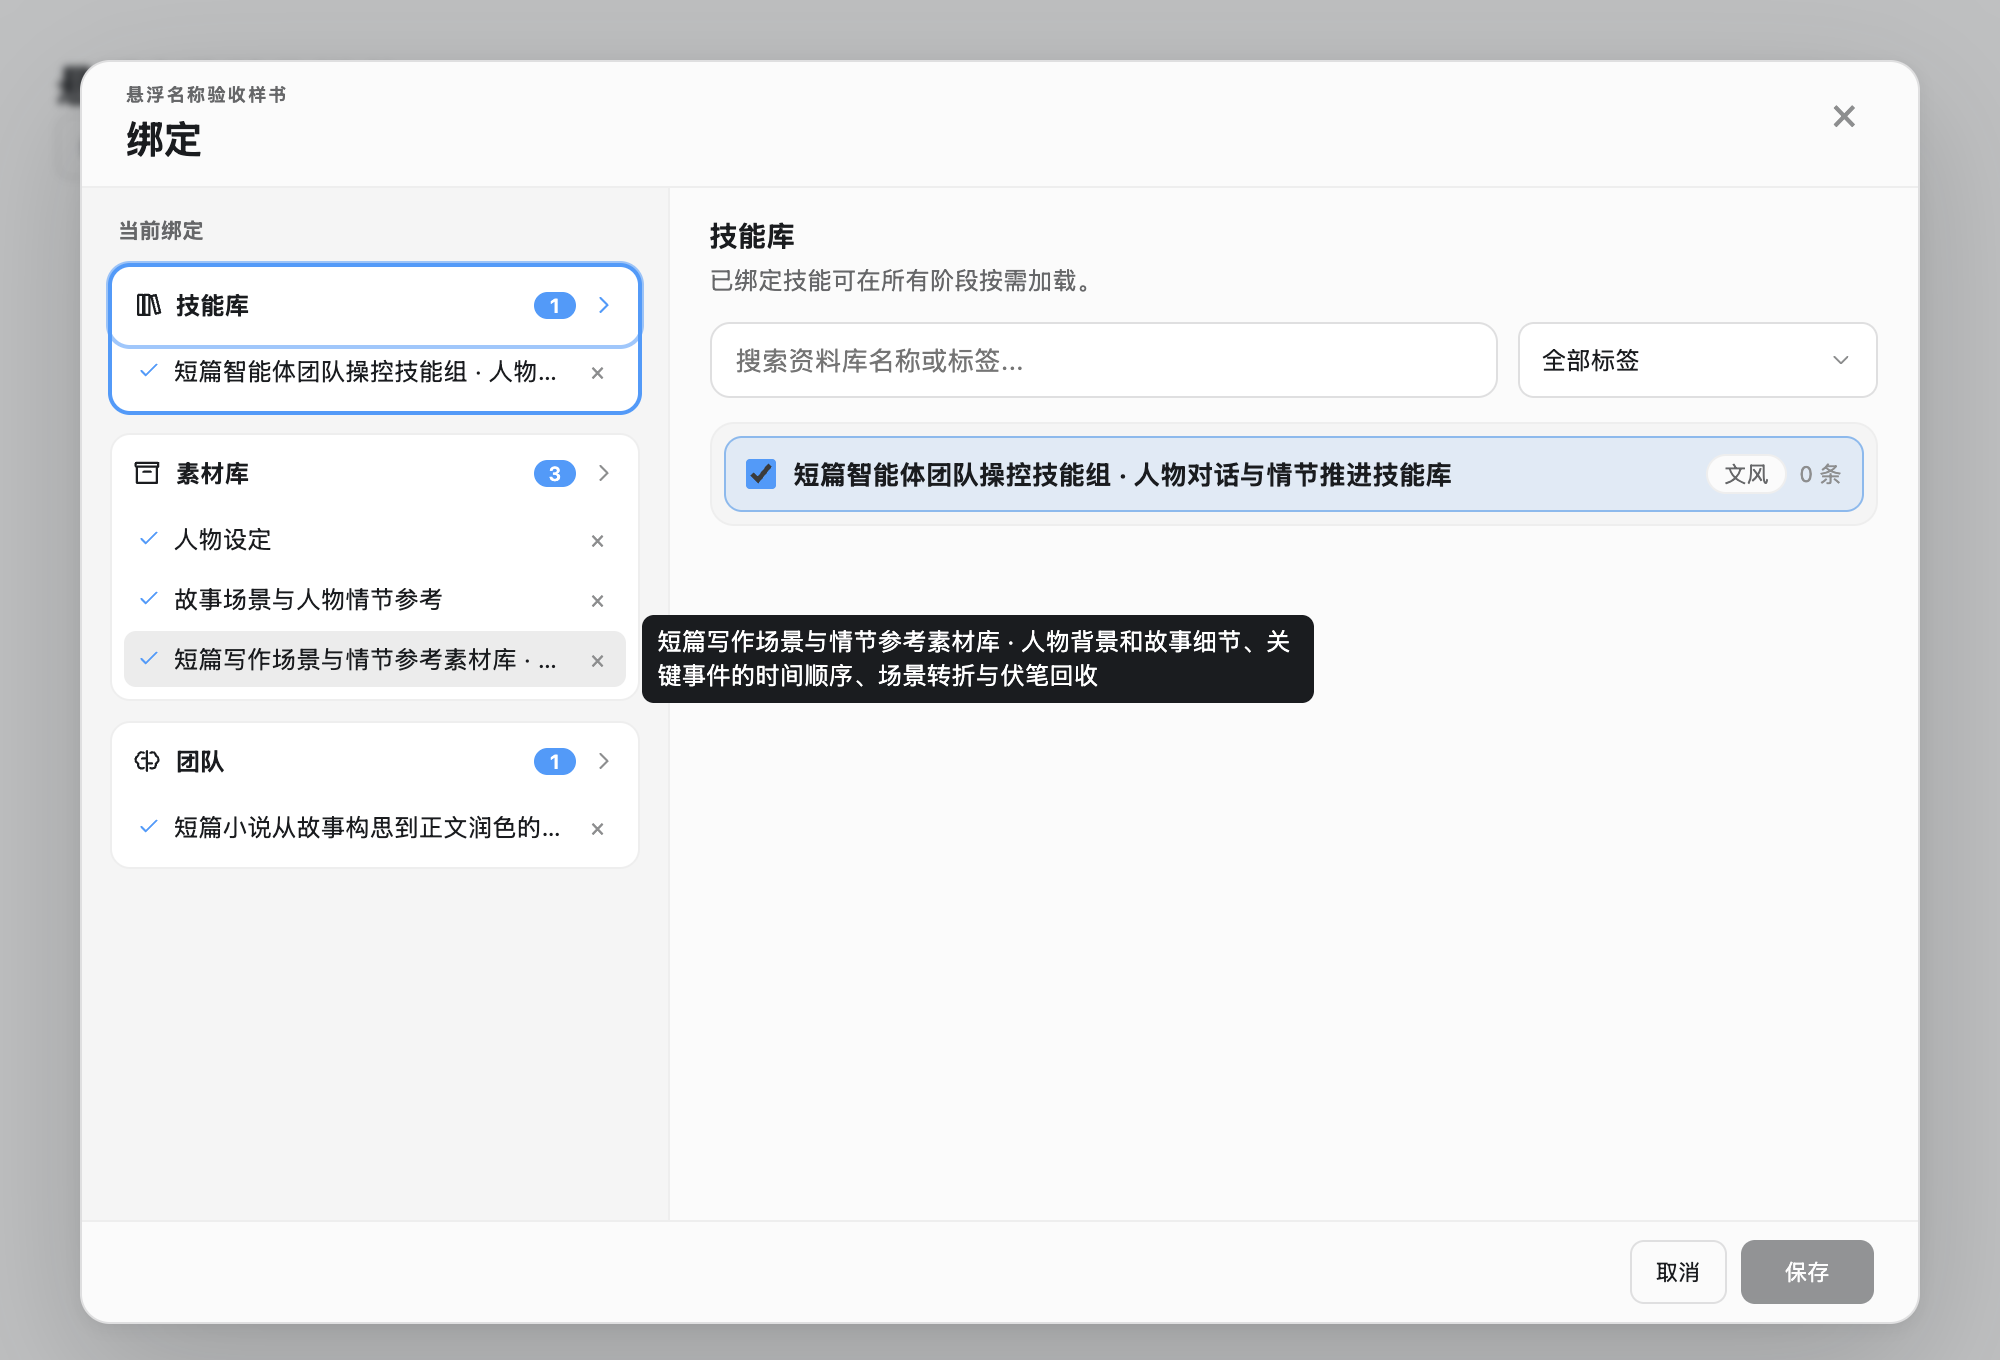 悬浮名称验收样书
绑定
当前绑定
技能库
1
短篇智能体团队操控技能组 · 人物...
素材库
3
人物设定
故事场景与人物情节参考
短篇写作场景与情节参考素材库 · ...
团队
1
短篇小说从故事构思到正文润色的...
技能库
已绑定技能可在所有阶段按需加载。
搜索资料库名称或标签...
全部标签
短篇智能体团队操控技能组 · 人物对话与情节推进技能库
文风
0 条
短篇写作场景与情节参考素材库 · 人物背景和故事细节、关
键事件的时间顺序、场景转折与伏笔回收
取消
保存